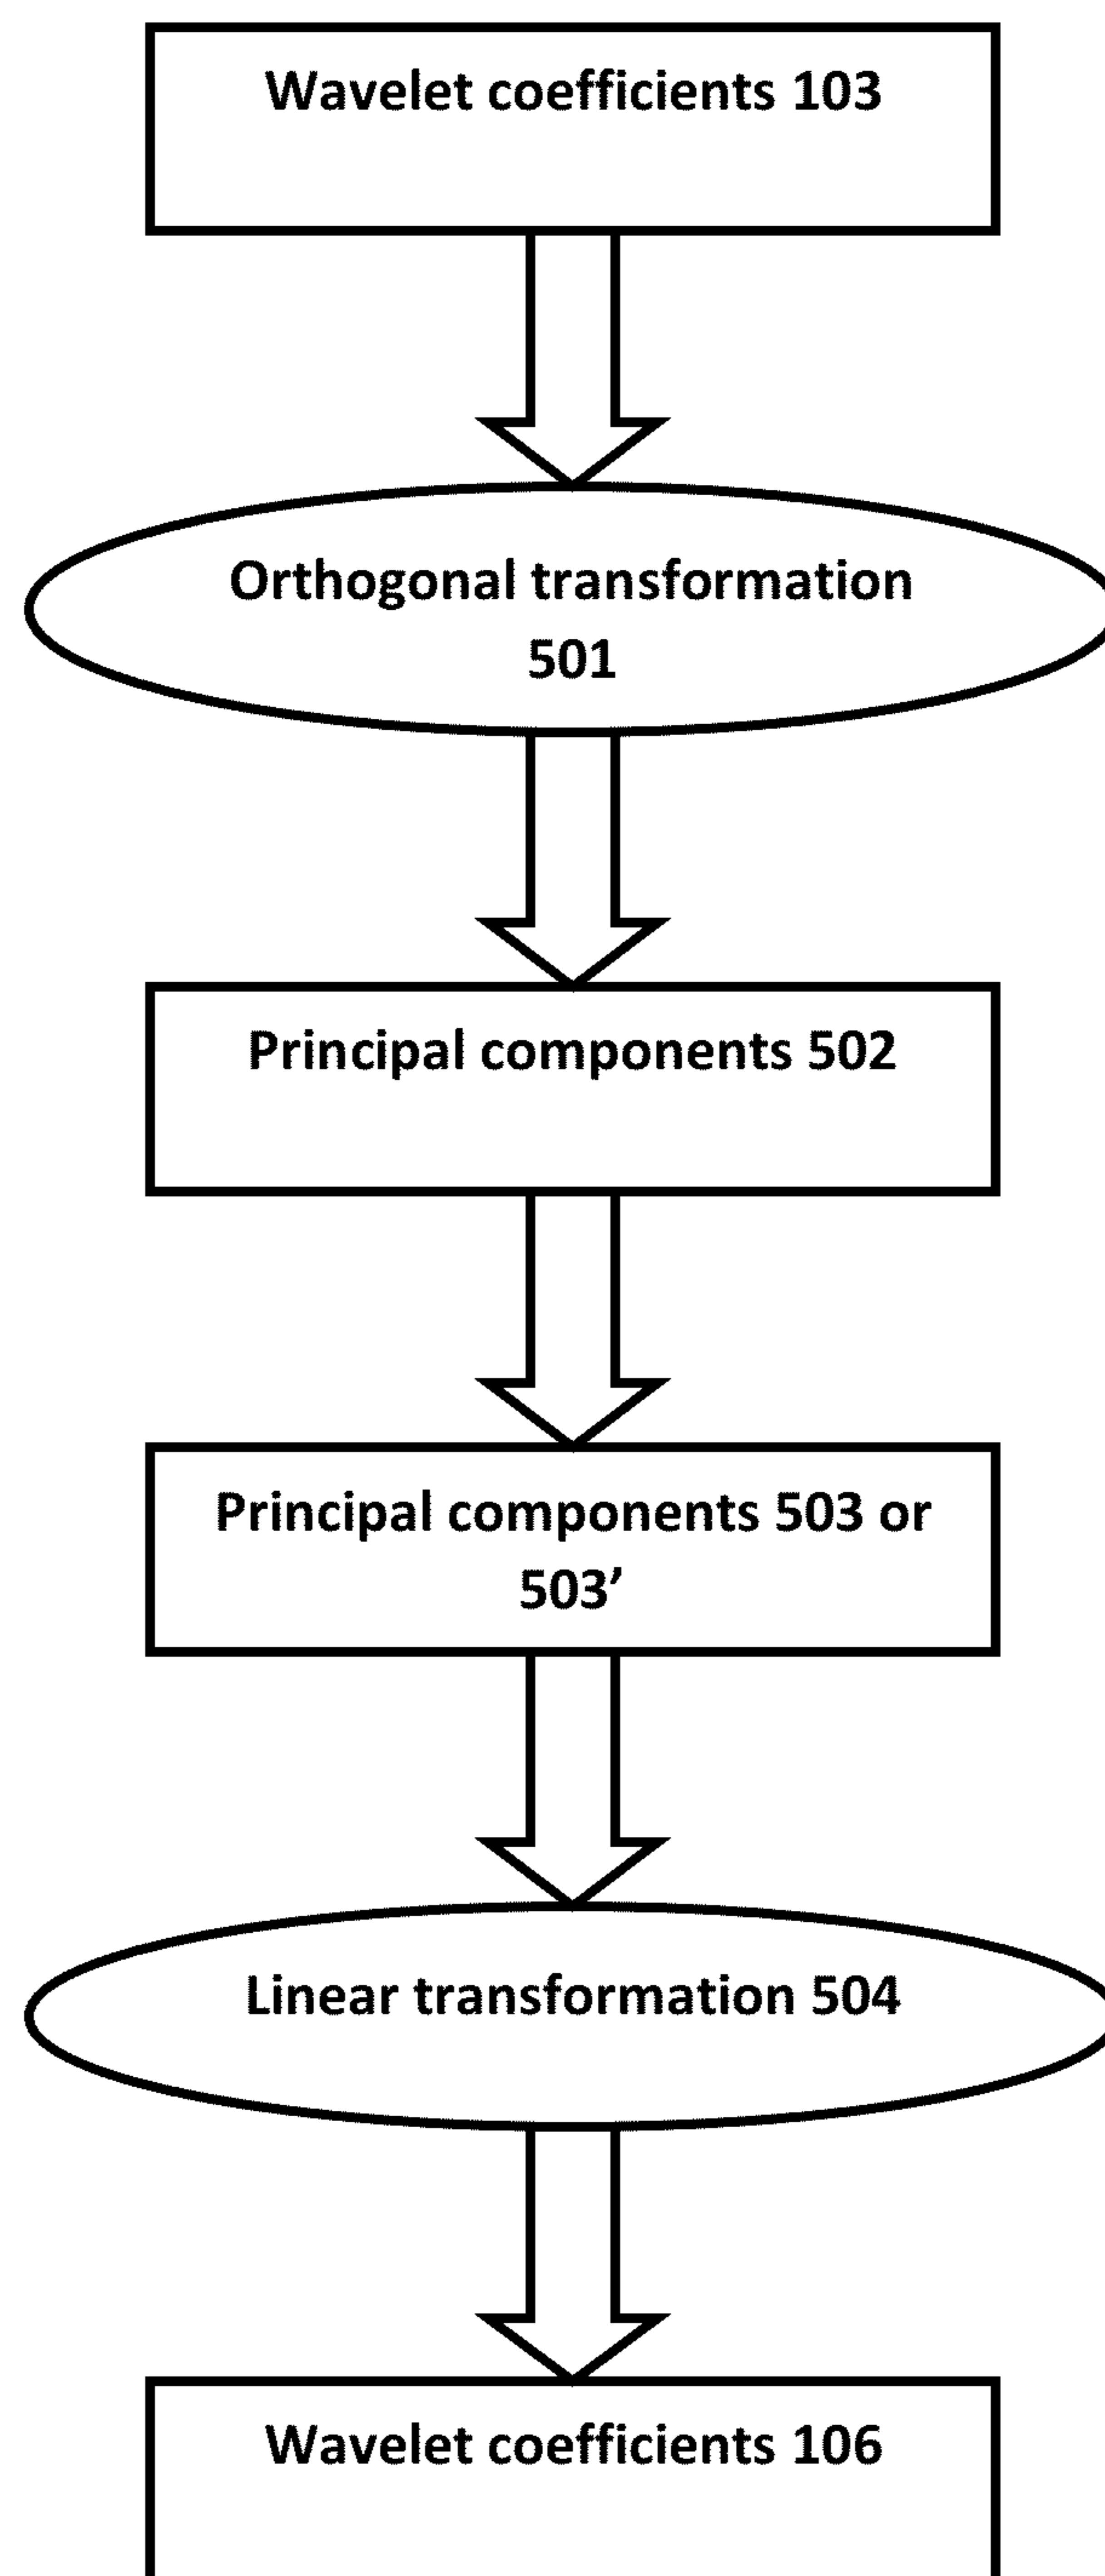 Wavelet coefficients 103
Orthogonal transformation
501
Principal components 502
Principal components 503 or
503’
Linear transformation 504
Wavelet coefficients 106